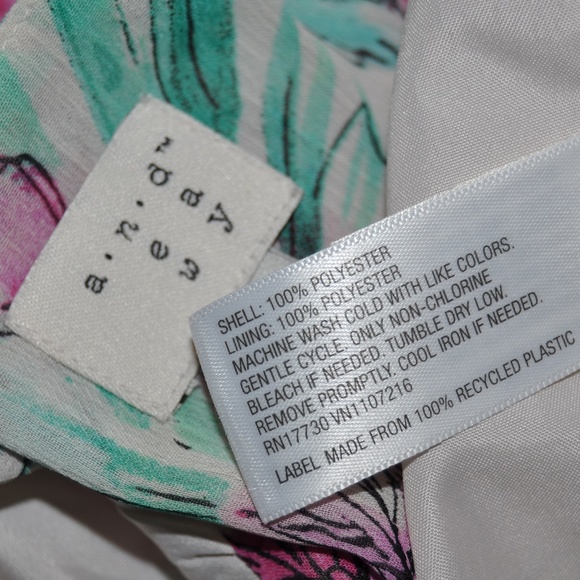 a.n.d™
e a
w y
SHELL: 100% POLYESTER
LINING: 100% POLYESTER
MACHINE WASH COLD WITH LIKE COLORS.
GENTLE CYCLE. ONLY NON-CHLORINE
BLEACH IF NEEDED. TUMBLE DRY LOW.
REMOVE PROMPTLY. COOL IRON IF NEEDED.
RN17730 VN1107216
LABEL MADE FROM 100% RECYCLED PLASTIC